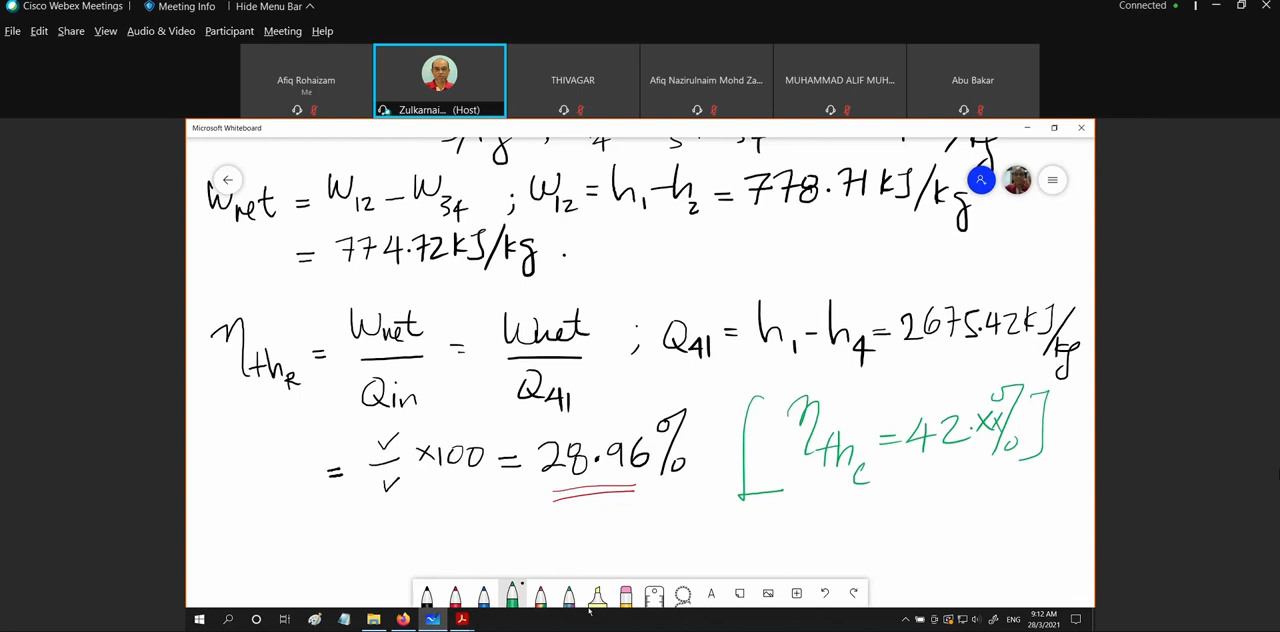 Cisco Webex Meetings | Meeting Info | Hide Menu Bar
Connected
File Edit Share View Audio & Video Participant Meeting Help
Afiq Rohaizam
Me
Zulkarnai... (Host)
THIVAGAR
Afiq Nazirulnaim Mohd Za...
MUHAMMAD ALIF MUH...
Abu Bakar
Microsoft Whiteboard
Wnet = W12 - W34 ; W12 = h1 - h2 = 778.71 kJ/kg
= 774.72 kJ/kg .
ηthR = Wnet/Qin = Wnet/Q41 ; Q41 = h1 - h4 = 2675.42 kJ/kg
= ✓/✓ ×100 = 28.96%
[ηthC = 42.xx%]
9:12 AM
ENG
28/3/2021